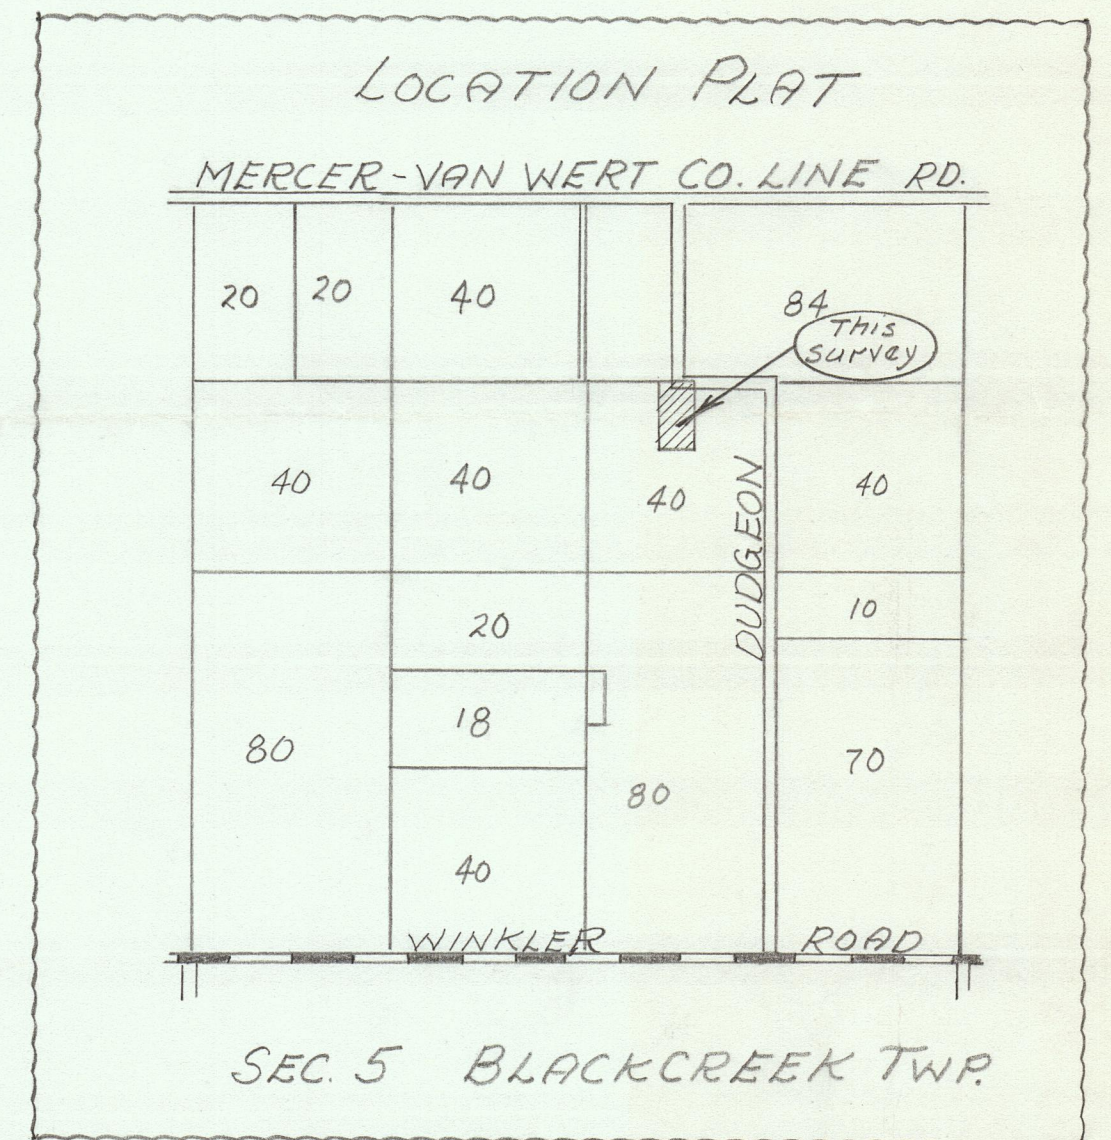 LOCATION PLAT
MERCER-VAN WERT CO. LINE RD.
20
20
40
84
This
survey
40
40
40
40
DUDGEON
10
20
18
80
70
80
40
WINKLER ROAD
SEC. 5 BLACKCREEK TWP.